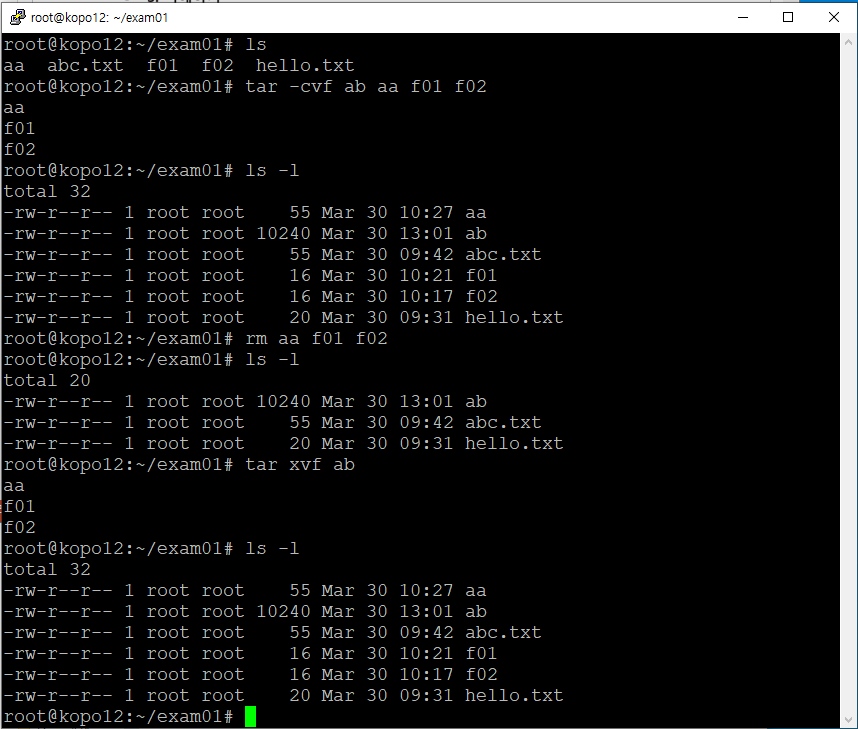 root@kopo12: ~/exam01
root@kopo12:~/exam01# ls
aa  abc.txt  f01  f02  hello.txt
root@kopo12:~/exam01# tar -cvf ab aa f01 f02
aa
f01
f02
root@kopo12:~/exam01# ls -l
total 32
-rw-r--r-- 1 root root    55 Mar 30 10:27 aa
-rw-r--r-- 1 root root 10240 Mar 30 13:01 ab
-rw-r--r-- 1 root root    55 Mar 30 09:42 abc.txt
-rw-r--r-- 1 root root    16 Mar 30 10:21 f01
-rw-r--r-- 1 root root    16 Mar 30 10:17 f02
-rw-r--r-- 1 root root    20 Mar 30 09:31 hello.txt
root@kopo12:~/exam01# rm aa f01 f02
root@kopo12:~/exam01# ls -l
total 20
-rw-r--r-- 1 root root 10240 Mar 30 13:01 ab
-rw-r--r-- 1 root root    55 Mar 30 09:42 abc.txt
-rw-r--r-- 1 root root    20 Mar 30 09:31 hello.txt
root@kopo12:~/exam01# tar xvf ab
aa
f01
f02
root@kopo12:~/exam01# ls -l
total 32
-rw-r--r-- 1 root root    55 Mar 30 10:27 aa
-rw-r--r-- 1 root root 10240 Mar 30 13:01 ab
-rw-r--r-- 1 root root    55 Mar 30 09:42 abc.txt
-rw-r--r-- 1 root root    16 Mar 30 10:21 f01
-rw-r--r-- 1 root root    16 Mar 30 10:17 f02
-rw-r--r-- 1 root root    20 Mar 30 09:31 hello.txt
root@kopo12:~/exam01#